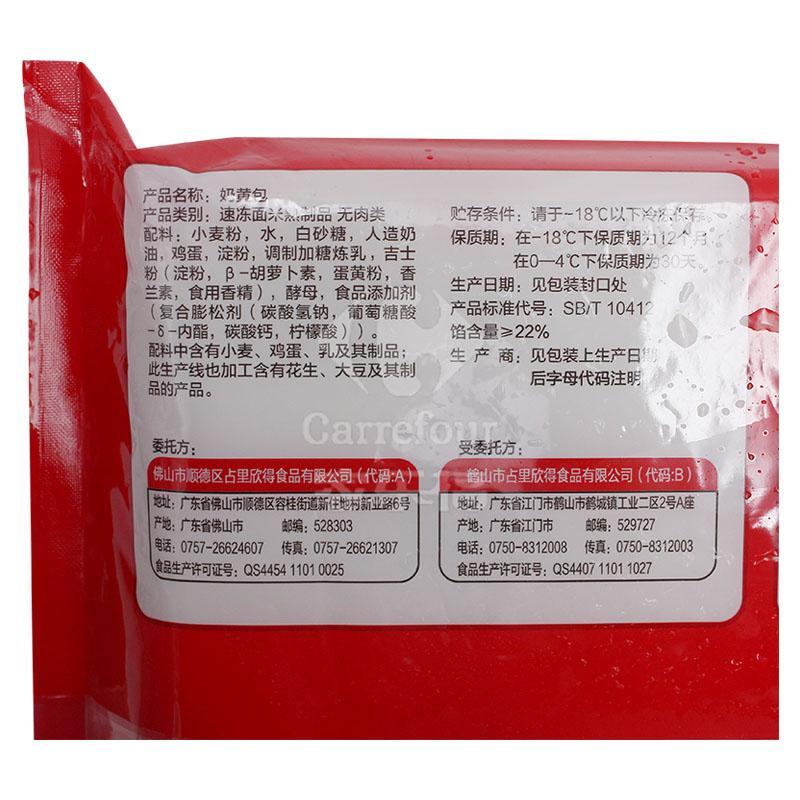 产品名称：奶黄包
产品类别：速冻面米熟制品 无肉类
配料：小麦粉，水，白砂糖，人造奶
油，鸡蛋，淀粉，调制加糖炼乳，吉士
粉（淀粉，β-胡萝卜素，蛋黄粉，香
兰素，食用香精），酵母，食品添加剂
（复合膨松剂（碳酸氢钠，葡萄糖酸
-δ-内酯，碳酸钙，柠檬酸））。
配料中含有小麦、鸡蛋、乳及其制品；
此生产线也加工含有花生、大豆及其制
品的产品。
贮存条件：请于-18℃以下冷冻保存。
保质期：在-18℃下保质期为12个月
在0—4℃下保质期为30天。
生产日期：见包装封口处
产品标准代号：SB/T 10412
馅含量≥22%
生 产 商：见包装上生产日期
后字母代码注明
Carrefour
家乐福
委托方：
佛山市顺德区占里欣得食品有限公司（代码:A）
地址：广东省佛山市顺德区容桂街道新住地村新业路6号
产地：广东省佛山市 邮编：528303
电话：0757-26624607 传真：0757-26621307
食品生产许可证号：QS4454 1101 0025
受委托方：
鹤山市占里欣得食品有限公司（代码:B）
地址：广东省江门市鹤山市鹤城镇工业二区2号A座
产地：广东省江门市 邮编：529727
电话：0750-8312008 传真：0750-8312003
食品生产许可证号：QS4407 1101 1027